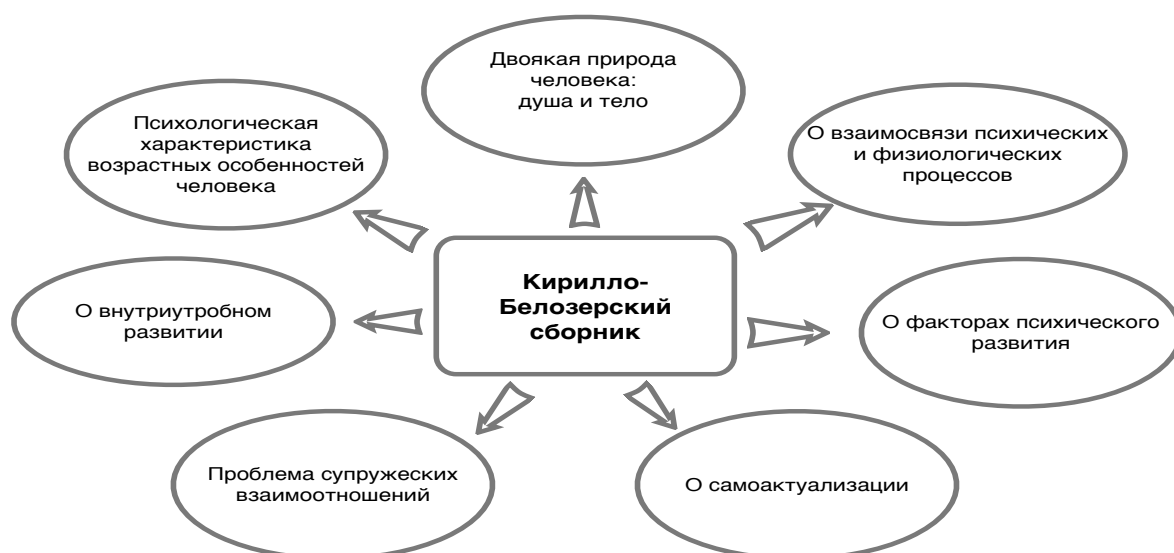 Двоякая природа
человека:
душа и тело
Психологическая
характеристика
возрастных особенностей
человека
О взаимосвязи психических
и физиологических
процессов
Кирилло-
Белозерский
сборник
О внутриутробном
развитии
О факторах психического
развития
Проблема супружеских
взаимоотношений
О самоактуализации